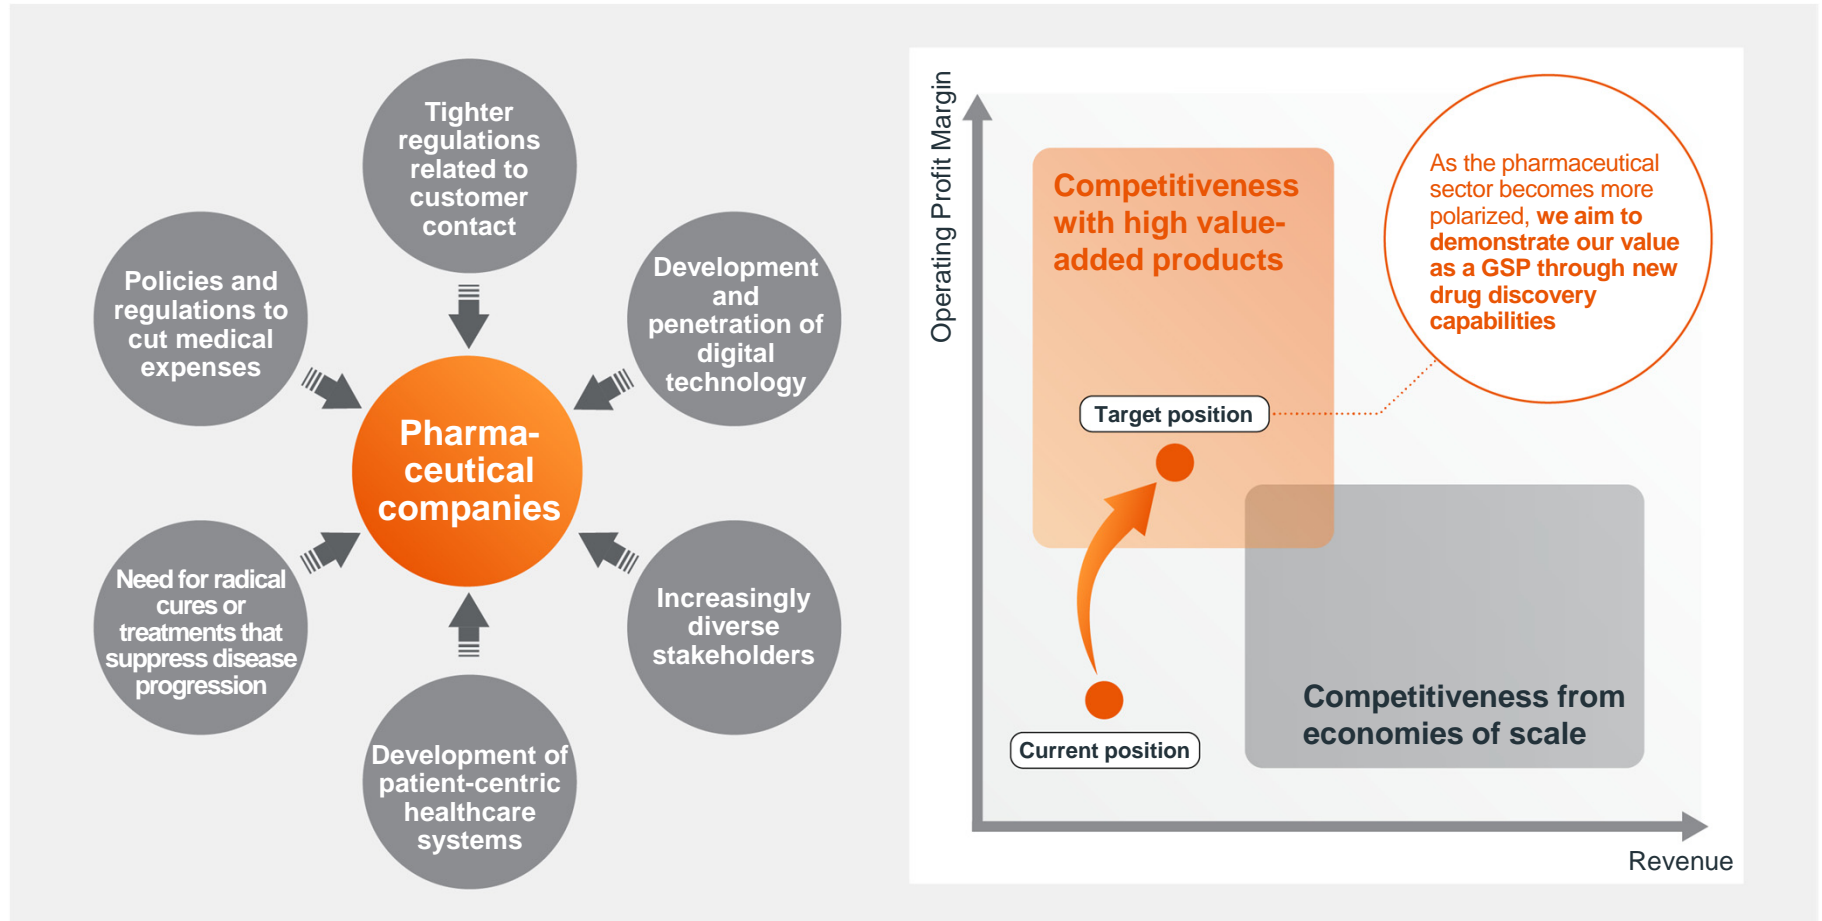 Tighter
regulations
related to
customer
contact
Policies and
regulations to
cut medical
expenses
Development
and
penetration of
digital
technology
Pharma-
ceutical
companies
Need for radical
cures or
treatments that
suppress disease
progression
Increasingly
diverse
stakeholders
Development of
patient-centric
healthcare
systems
Operating Profit Margin
Competitiveness
with high value-
added products
As the pharmaceutical
sector becomes more
polarized, we aim to
demonstrate our value
as a GSP through new
drug discovery
capabilities
Target position
Current position
Competitiveness from
economies of scale
Revenue